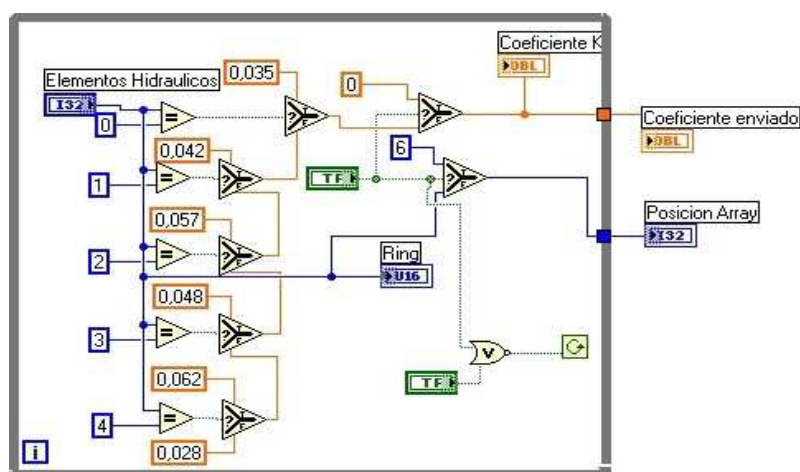 Coeficiente K
DBL
Elementos Hidraulicos
0,035
I32
0
0
Coeficiente enviado
DBL
0,042
6
1
TF
0,057
Posicion Array
I32
Ring
U16
2
0,048
3
V
TF
0,062
4
0,028
i